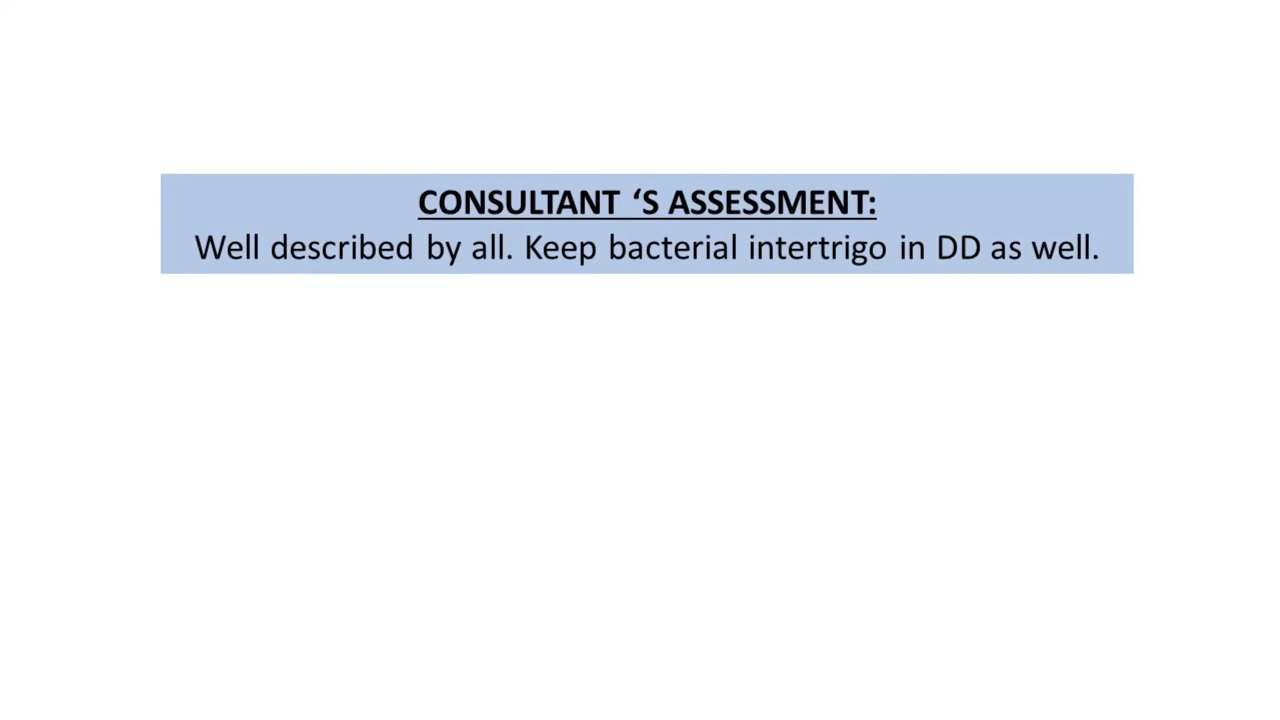 CONSULTANT ‘S ASSESSMENT:
Well described by all. Keep bacterial intertrigo in DD as well.